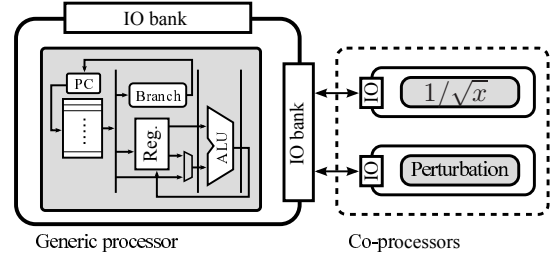 IO bank
PC
Branch
Reg.
ALU
IO bank
IO
1/√x
IO
Perturbation
Generic processor
Co-processors